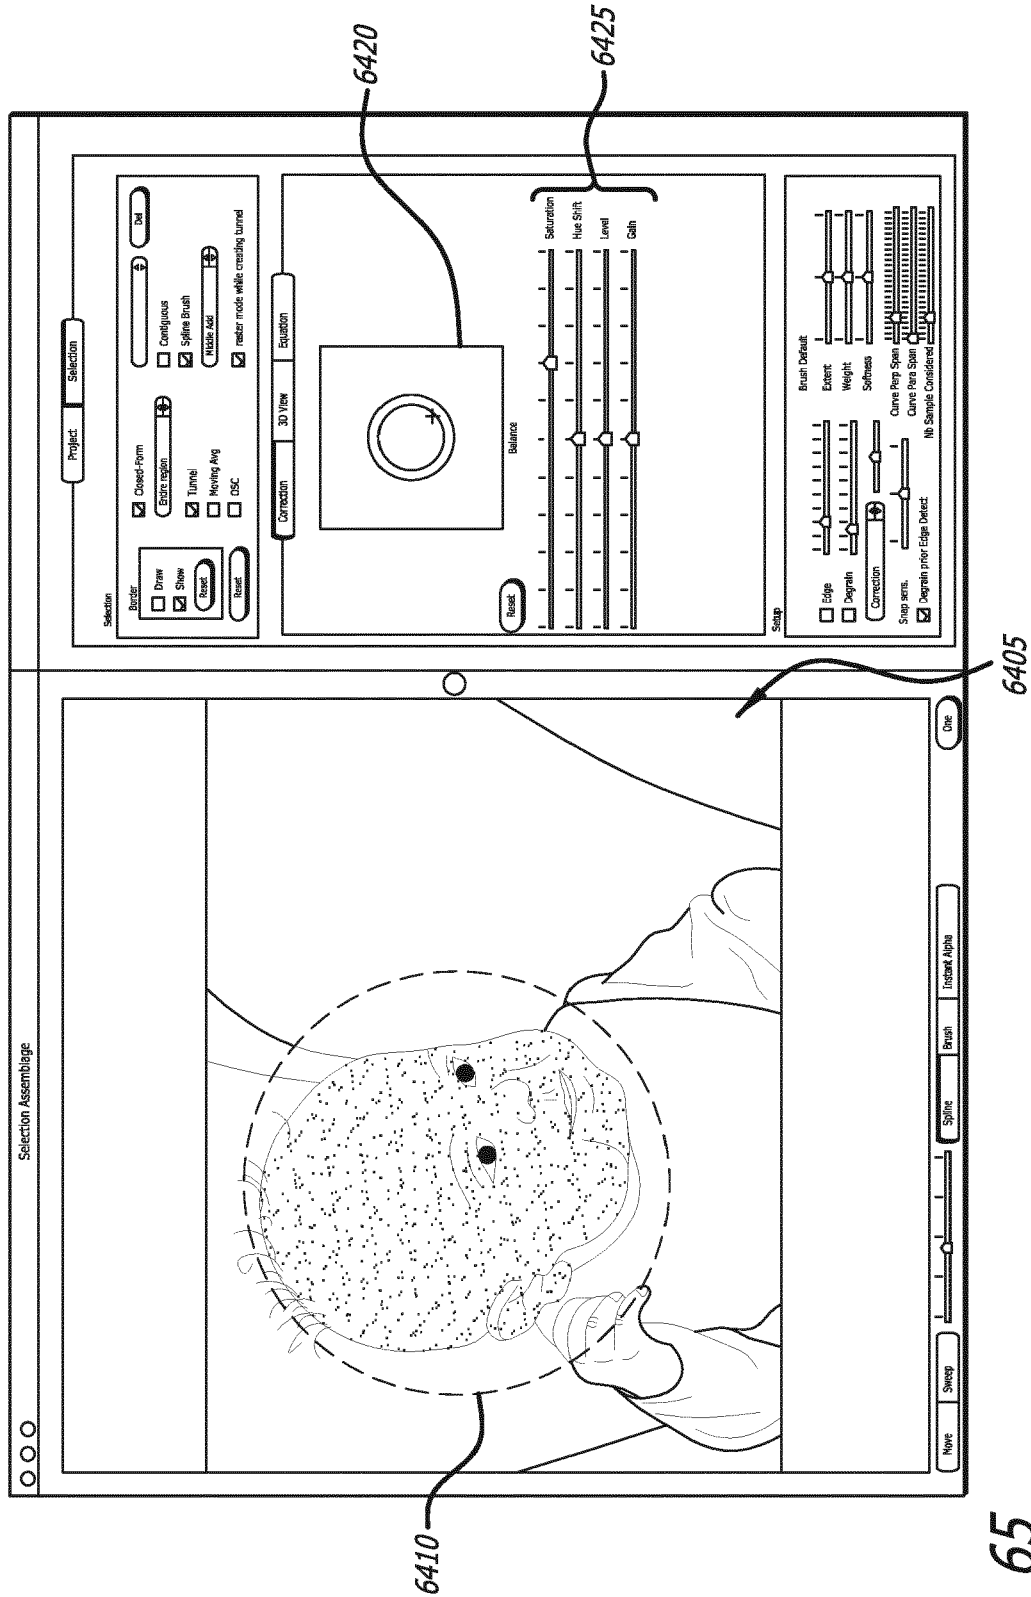 Selection Assemblage
Project
Selection
Selection
Border
Draw
Show
Reset
Reset
Closed-Form
Entire region
Tunnel
Moving Avg
OSC
Del
Contiguous
Spline Brush
Middle Add
raster mode while creating tunnel
Correction
3D View
Equation
6420
Balance
Reset
Saturation
Hue Shift
Level
Gain
6425
Setup
Edge
Degrain
Correction
Snap sens.
Degrain prior Edge Detect
Brush Default
Extent
Weight
Softness
Curve Perp Span
Curve Para Span
Nb Sample Considered
6410
6405
Move
Sweep
Spline
Brush
Instant Alpha
One
65